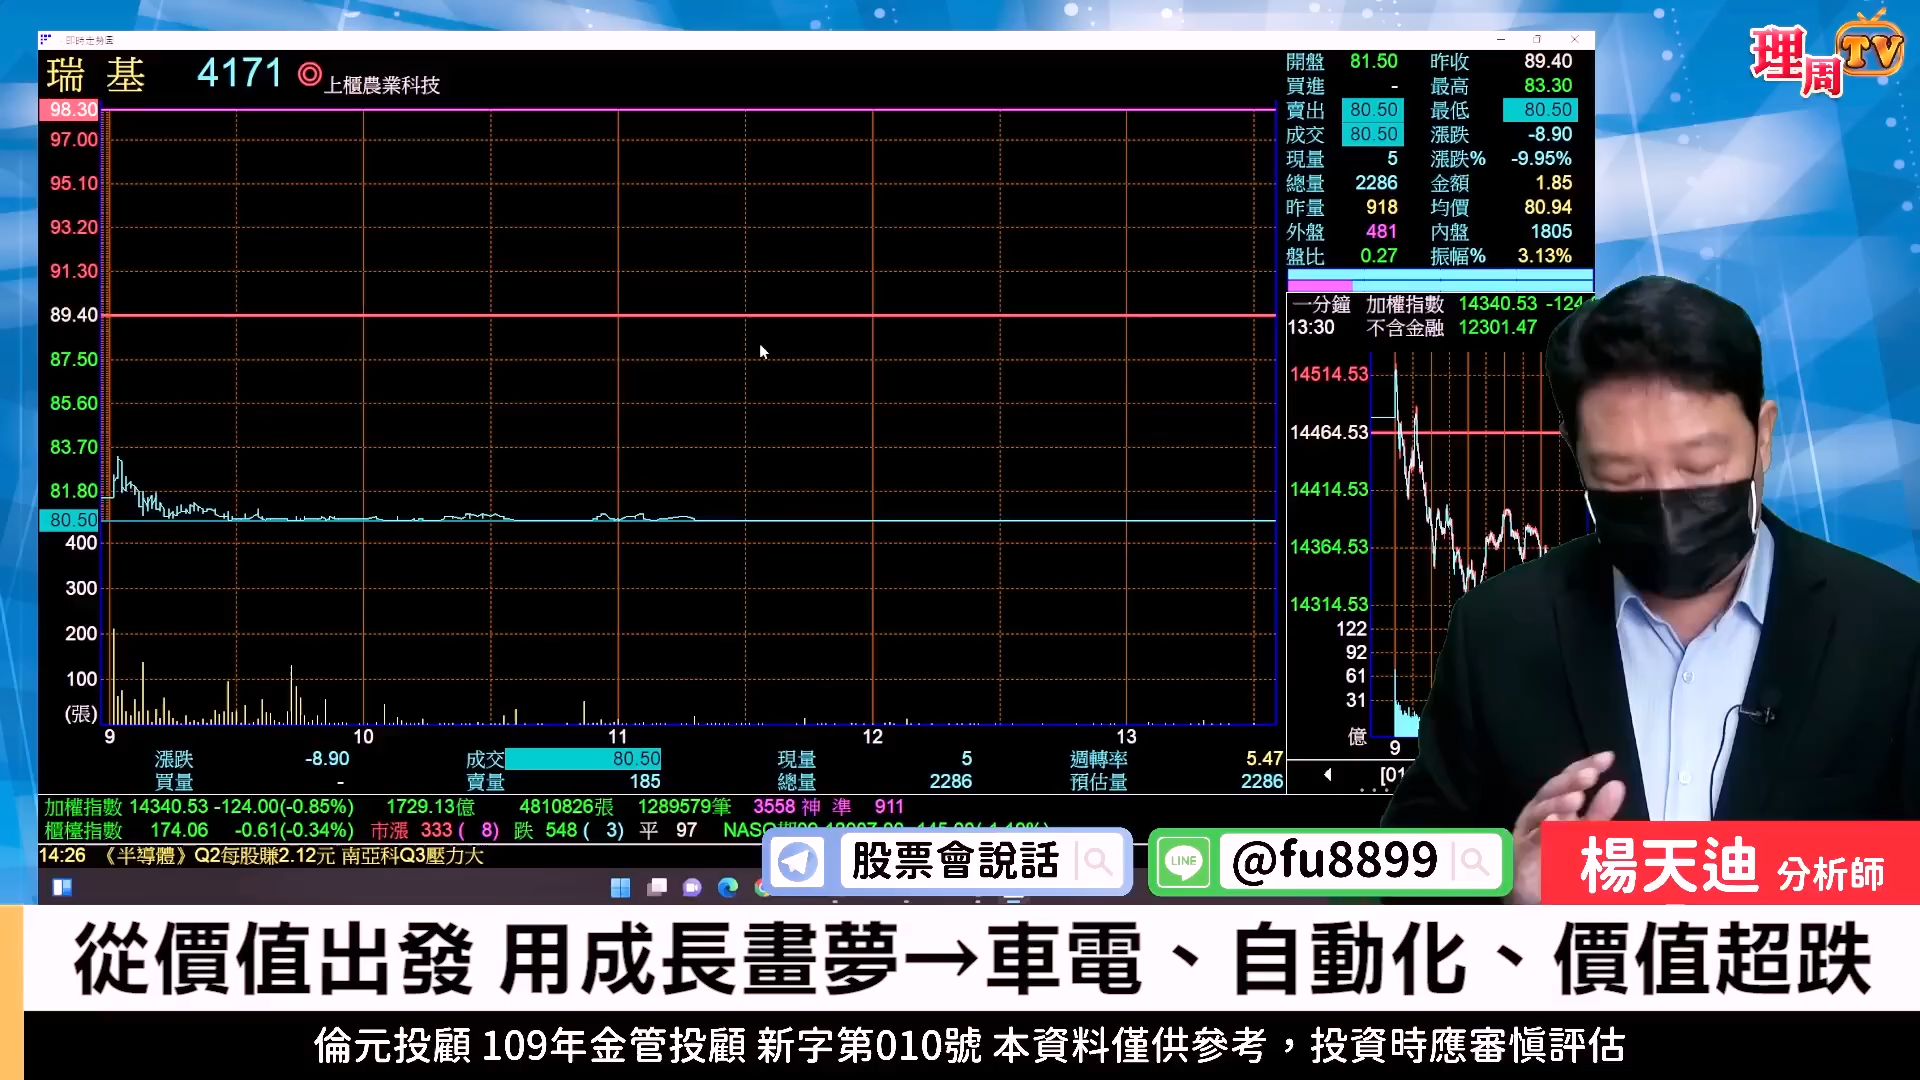 即時走勢圖
理周TV
瑞基 4171 ◎上櫃農業科技
98.30
97.00
95.10
93.20
91.30
89.40
87.50
85.60
83.70
81.80
80.50
400
300
200
100
(張)
9 10 11 12 13
開盤 81.50 昨收 89.40
買進 - 最高 83.30
賣出 80.50 最低 80.50
成交 80.50 漲跌 -8.90
現量 5 漲跌% -9.95%
總量 2286 金額 1.85
昨量 918 均價 80.94
外盤 481 內盤 1805
盤比 0.27 振幅% 3.13%
一分鐘 加權指數 14340.53 -124
13:30 不含金融 12301.47
14514.53
14464.53
14414.53
14364.53
14314.53
122
92
61
31
億
9
[01
漲跌 -8.90 成交 80.50 現量 5 週轉率 5.47
買量 - 賣量 185 總量 2286 預估量 2286
加權指數 14340.53 -124.00(-0.85%) 1729.13億 4810826張 1289579筆 3558 神準 911
櫃檯指數 174.06 -0.61(-0.34%) 市漲 333 ( 8) 跌 548 ( 3) 平 97
14:26 《半導體》Q2每股賺2.12元 南亞科Q3壓力大
股票會說話
LINE @fu8899
楊天迪 分析師
從價值出發 用成長畫夢→車電、自動化、價值超跌
倫元投顧 109年金管投顧 新字第010號 本資料僅供參考，投資時應審慎評估